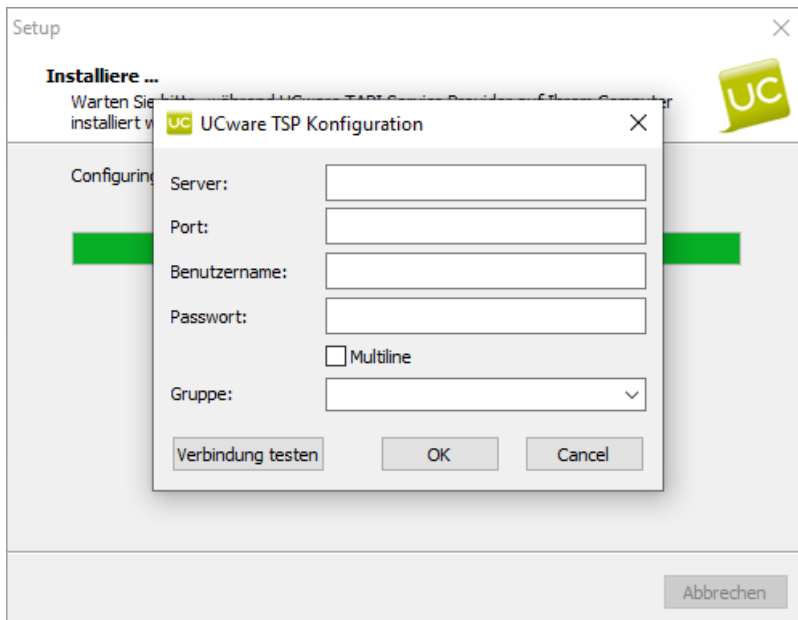 Setup
Installiere ...
Warten Sie
installiert w
UC
UC UCware TSP Konfiguration
Configuring
Server:
Port:
Benutzername:
Passwort:
Multiline
Gruppe:
Verbindung testen
OK
Cancel
Abbrechen